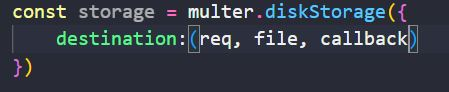 const storage = multer.diskStorage({
    destination:(req, file, callback)
})